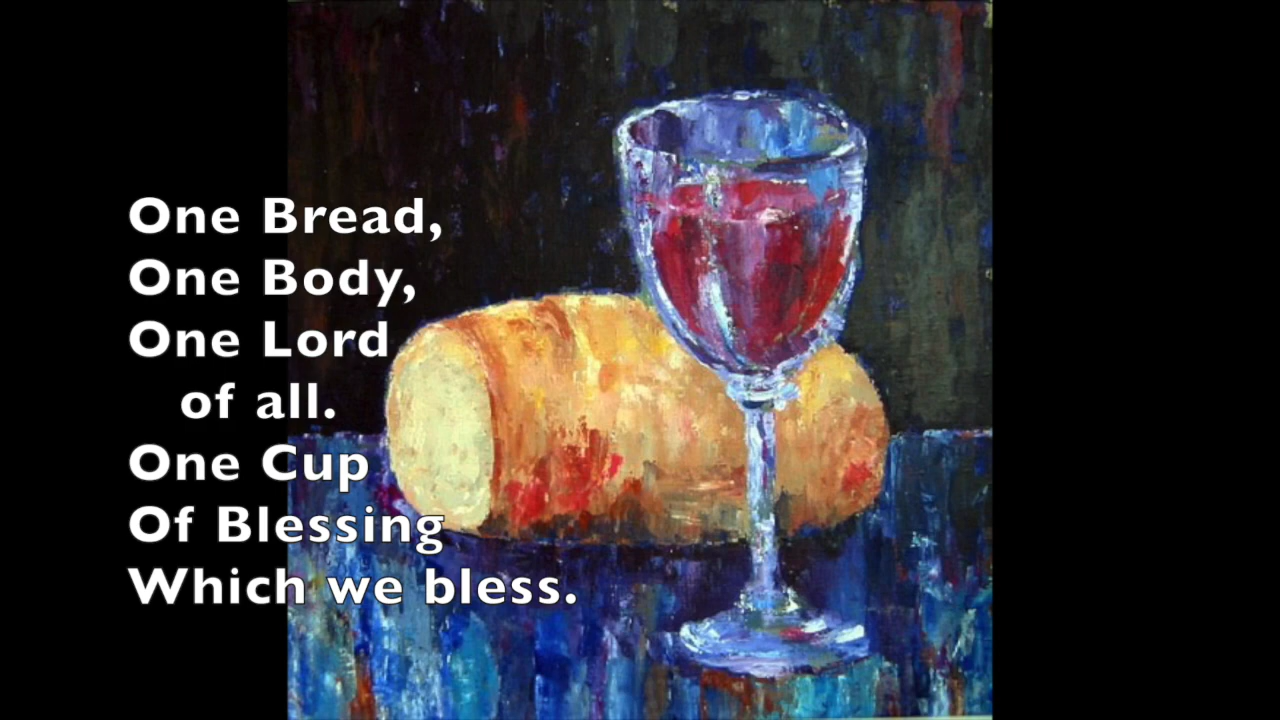 One Bread,
One Body,
One Lord
of all.
One Cup
Of Blessing
Which we bless.